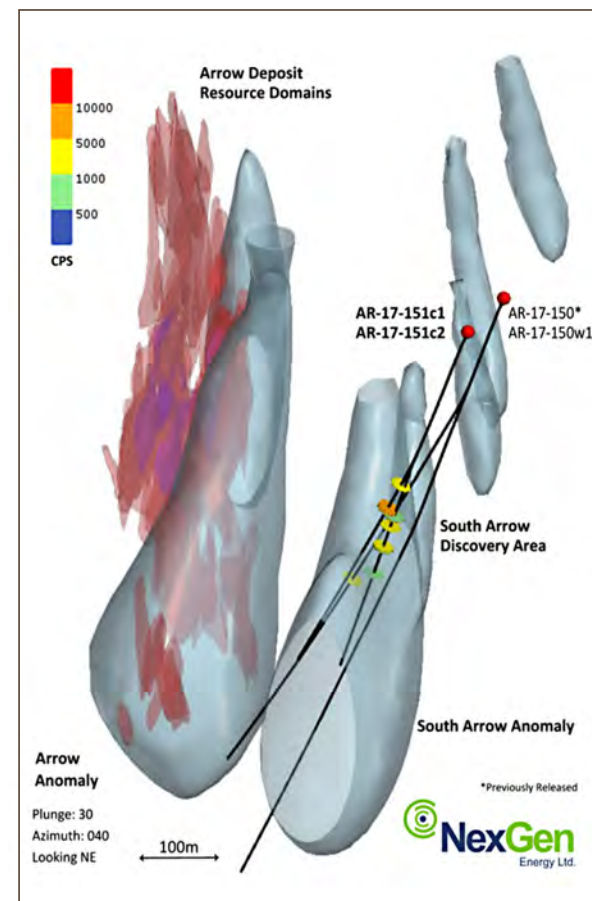 Arrow Deposit
Resource Domains
10000
5000
1000
500
CPS
AR-17-151c1
AR-17-151c2
AR-17-150*
AR-17-150w1
South Arrow
Discovery Area
South Arrow Anomaly
Arrow
Anomaly
Plunge: 30
Azimuth: 040
Looking NE
100m
*Previously Released
NexGen
Energy Ltd.